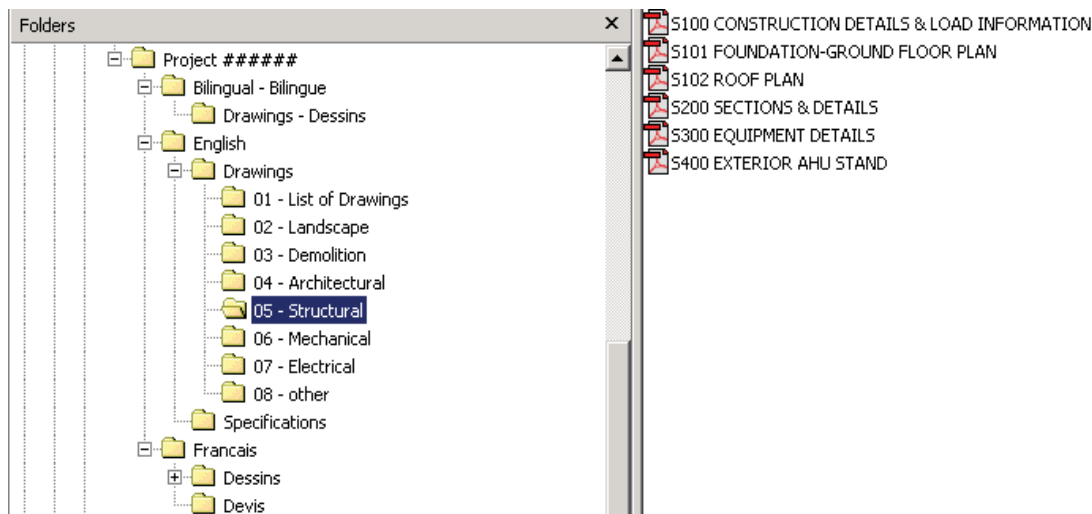 Folders
Project ######
Bilingual - Bilingue
Drawings - Dessins
English
Drawings
01 - List of Drawings
02 - Landscape
03 - Demolition
04 - Architectural
05 - Structural
06 - Mechanical
07 - Electrical
08 - other
Specifications
Francais
Dessins
Devis
S100 CONSTRUCTION DETAILS & LOAD INFORMATION
S101 FOUNDATION-GROUND FLOOR PLAN
S102 ROOF PLAN
S200 SECTIONS & DETAILS
S300 EQUIPMENT DETAILS
S400 EXTERIOR AHU STAND